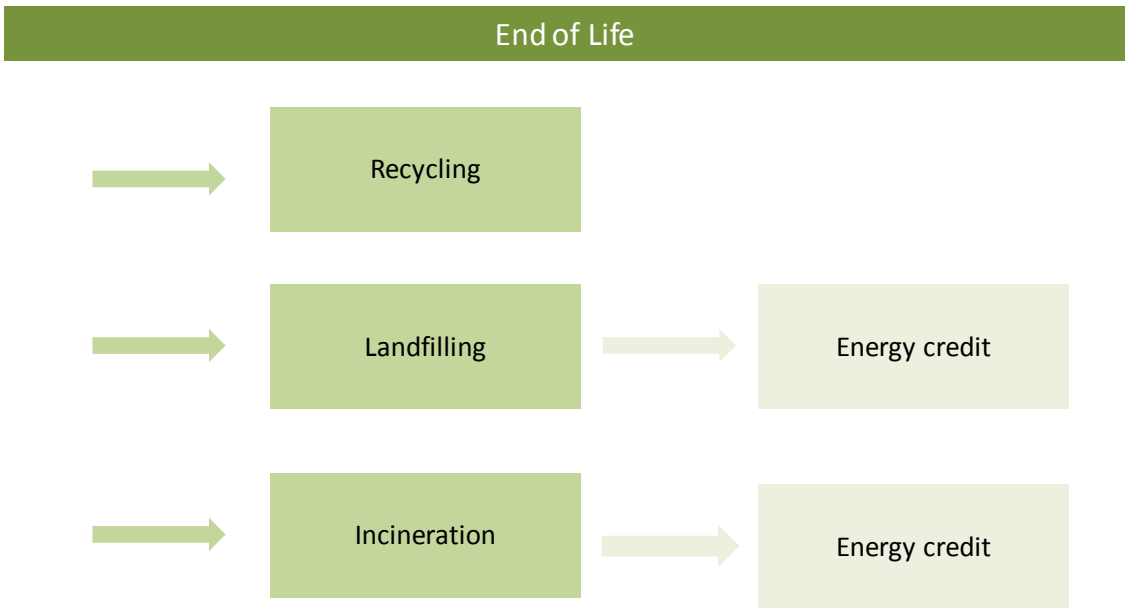 End of Life
Recycling
Landfilling
Energy credit
Incineration
Energy credit